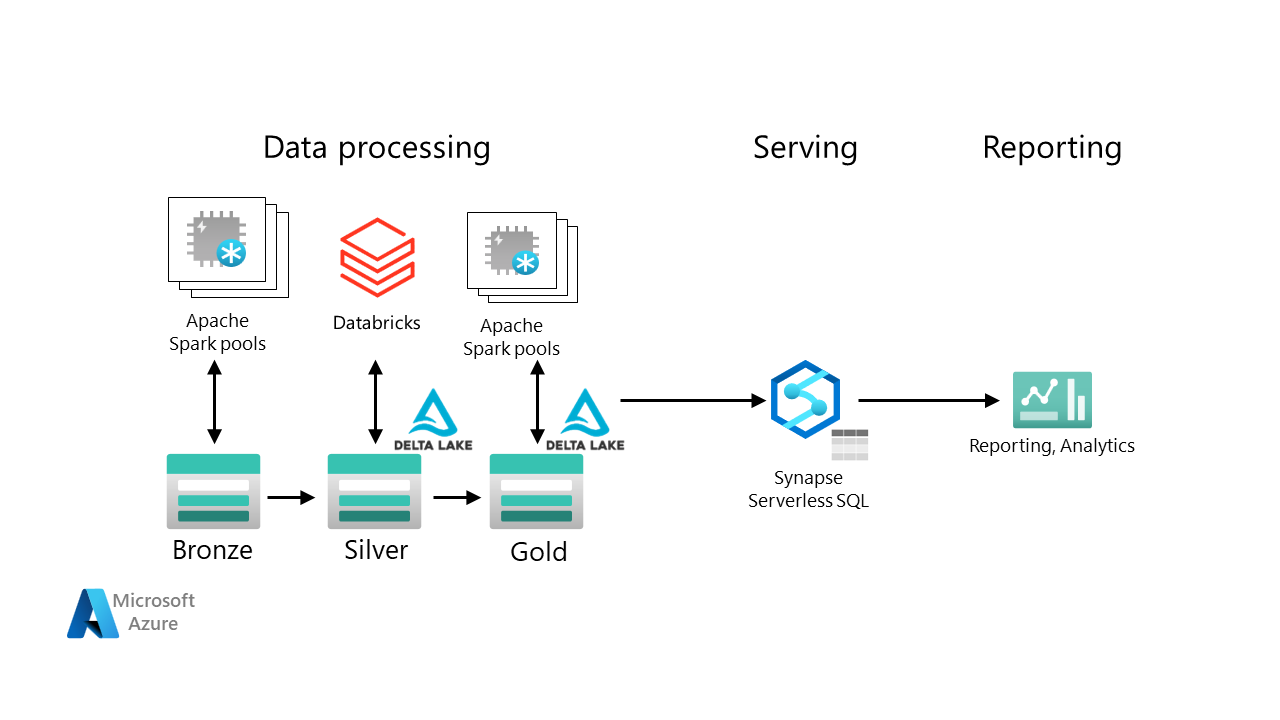 Data processing
Serving
Reporting
Apache
Spark pools
Databricks
Apache
Spark pools
DELTA LAKE
DELTA LAKE
Reporting, Analytics
Synapse
Serverless SQL
Bronze
Silver
Gold
Microsoft
Azure